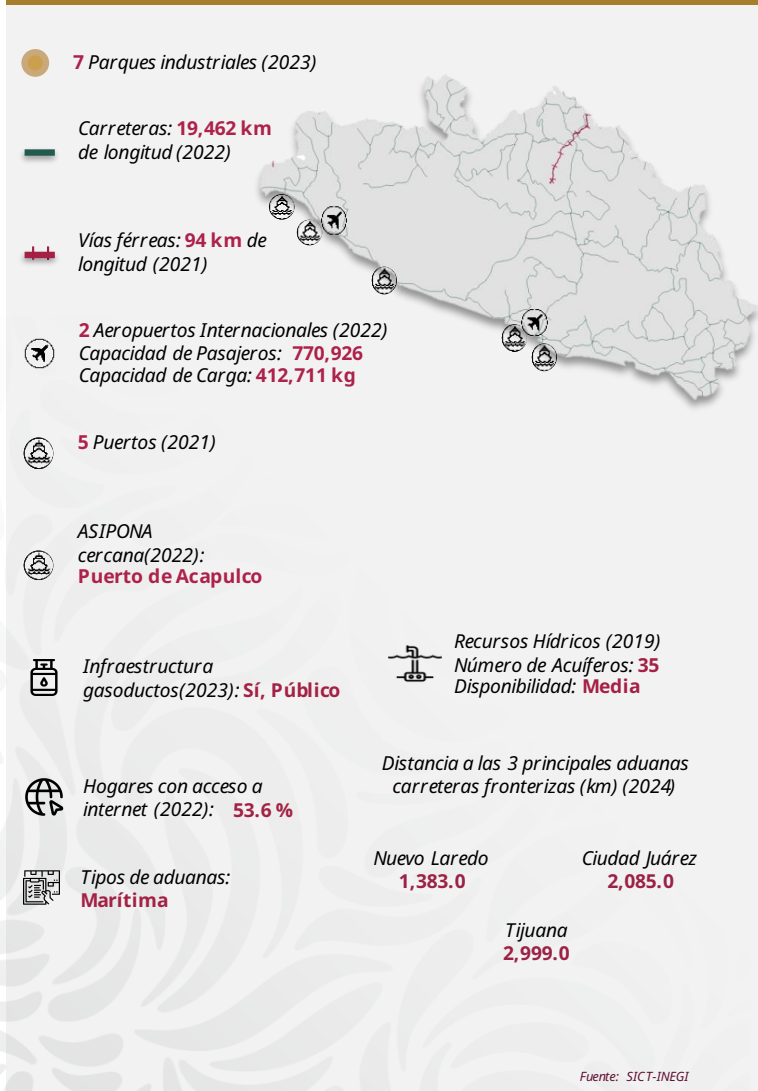 7 Parques industriales (2023)
Carreteras: 19,462 km
de longitud (2022)
Vías férreas: 94 km de
longitud (2021)
2 Aeropuertos Internacionales (2022)
Capacidad de Pasajeros: 770,926
Capacidad de Carga: 412,711 kg
5 Puertos (2021)
ASIPONA
cercana(2022):
Puerto de Acapulco
Infraestructura
gasoductos(2023): Sí, Público
Recursos Hídricos (2019)
Número de Acuíferos: 35
Disponibilidad: Media
Hogares con acceso a
internet (2022): 53.6 %
Tipos de aduanas:
Marítima
Distancia a las 3 principales aduanas
carreteras fronterizas (km) (2024)
Nuevo Laredo
1,383.0
Ciudad Juárez
2,085.0
Tijuana
2,999.0
Fuente: SICT-INEGI